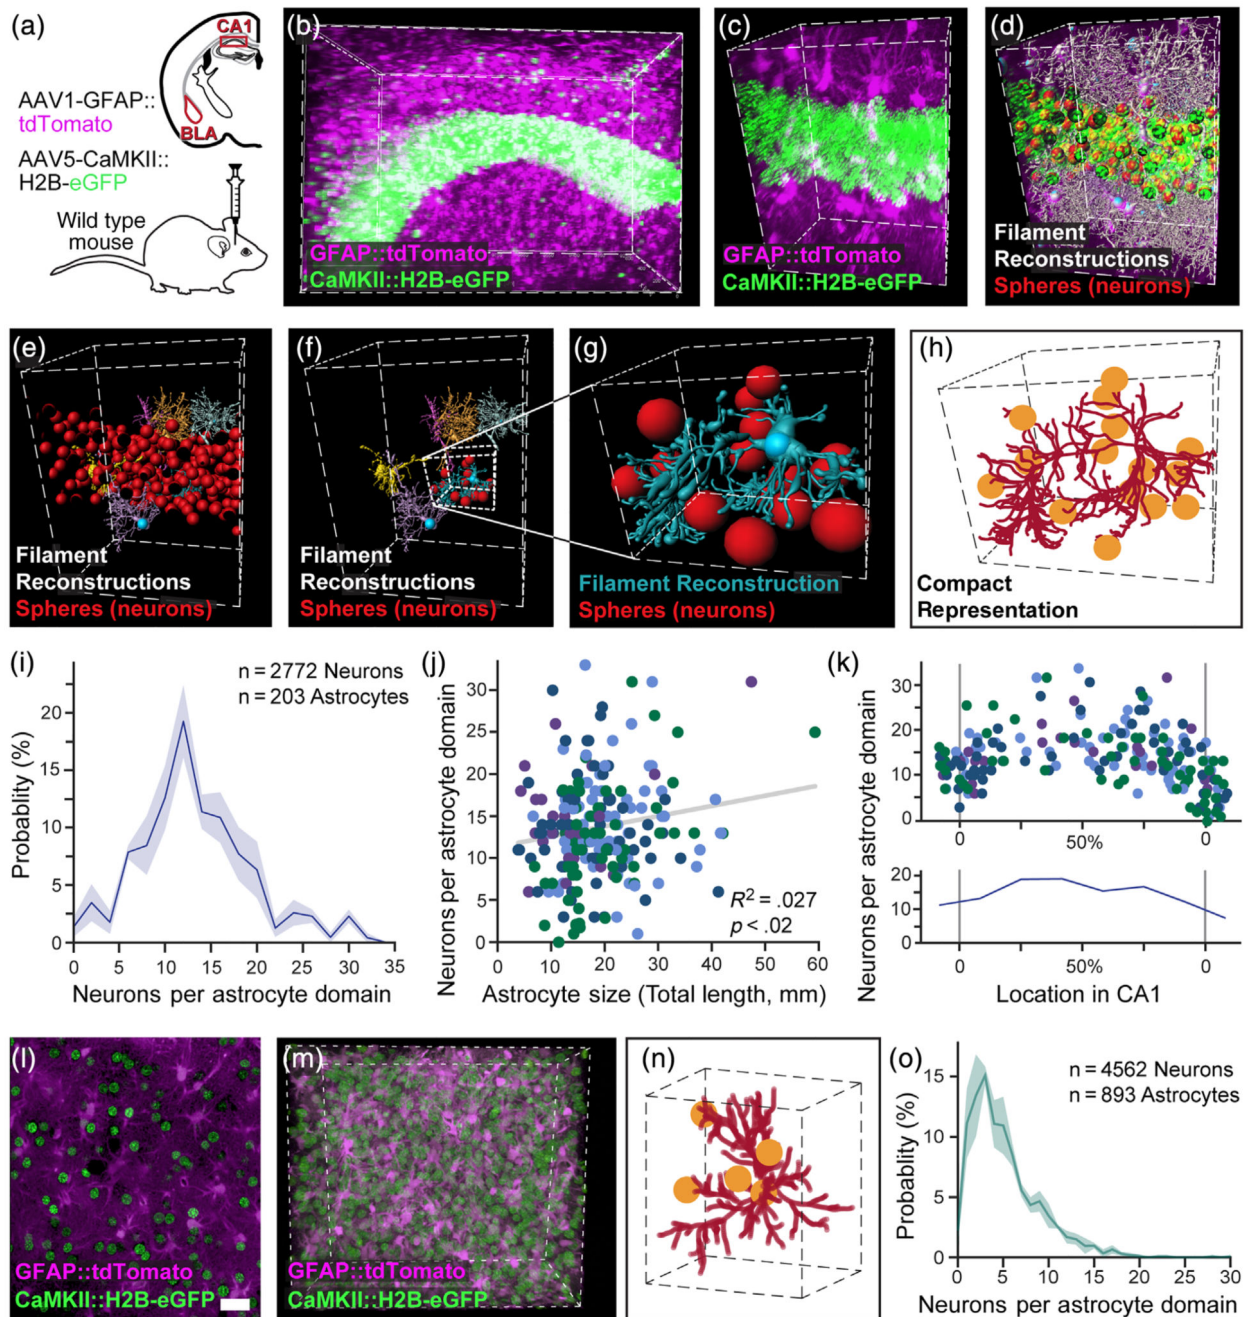 (a)
CA1
AAV1-GFAP::
tdTomato
BLA
AAV5-CaMKII::
H2B-eGFP
Wild type
mouse
(b)
GFAP::tdTomato
CaMKII::H2B-eGFP
(c)
GFAP::tdTomato
CaMKII::H2B-eGFP
(d)
Filament
Reconstructions
Spheres (neurons)
(e)
Filament
Reconstructions
Spheres (neurons)
(f)
Filament
Reconstructions
Spheres (neurons)
(g)
Filament Reconstruction
Spheres (neurons)
(h)
Compact
Representation
(i)
n = 2772 Neurons
n = 203 Astrocytes
Probablity (%)
20
15
10
5
0
0 5 10 15 20 25 30 35
Neurons per astrocyte domain
(j)
Neurons per astrocyte domain
30
25
20
15
10
5
0
R² = .027
p < .02
0 10 20 30 40 50 60
Astrocyte size (Total length, mm)
(k)
Neurons per astrocyte domain
30
20
10
0
0 50% 0
20
10
0
0 50% 0
Location in CA1
(l)
GFAP::tdTomato
CaMKII::H2B-eGFP
(m)
GFAP::tdTomato
CaMKII::H2B-eGFP
(n)
(o)
n = 4562 Neurons
n = 893 Astrocytes
Probablity (%)
15
10
5
0
0 5 10 15 20 25 30
Neurons per astrocyte domain